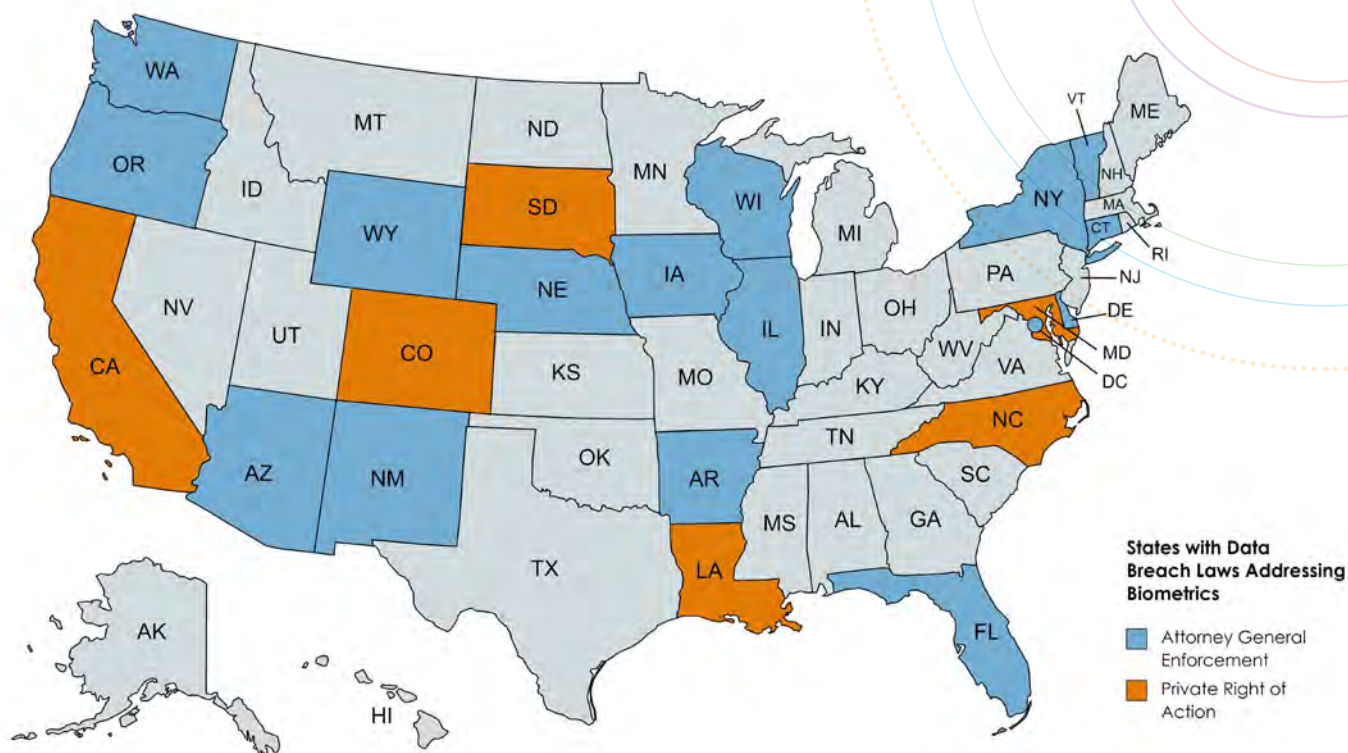 WA
MT
ND
MN
VT
ME
OR
ID
SD
WI
NH
NY
MA
WY
MI
CT
RI
IA
PA
NE
NJ
NV
OH
DE
UT
IL
IN
CO
WV
MD
CA
KS
MO
VA
KY
DC
NC
TN
AZ
NM
OK
AR
SC
MS
AL
GA
TX
LA
AK
FL
HI
States with Data
Breach Laws Addressing
Biometrics
Attorney General
Enforcement
Private Right of
Action